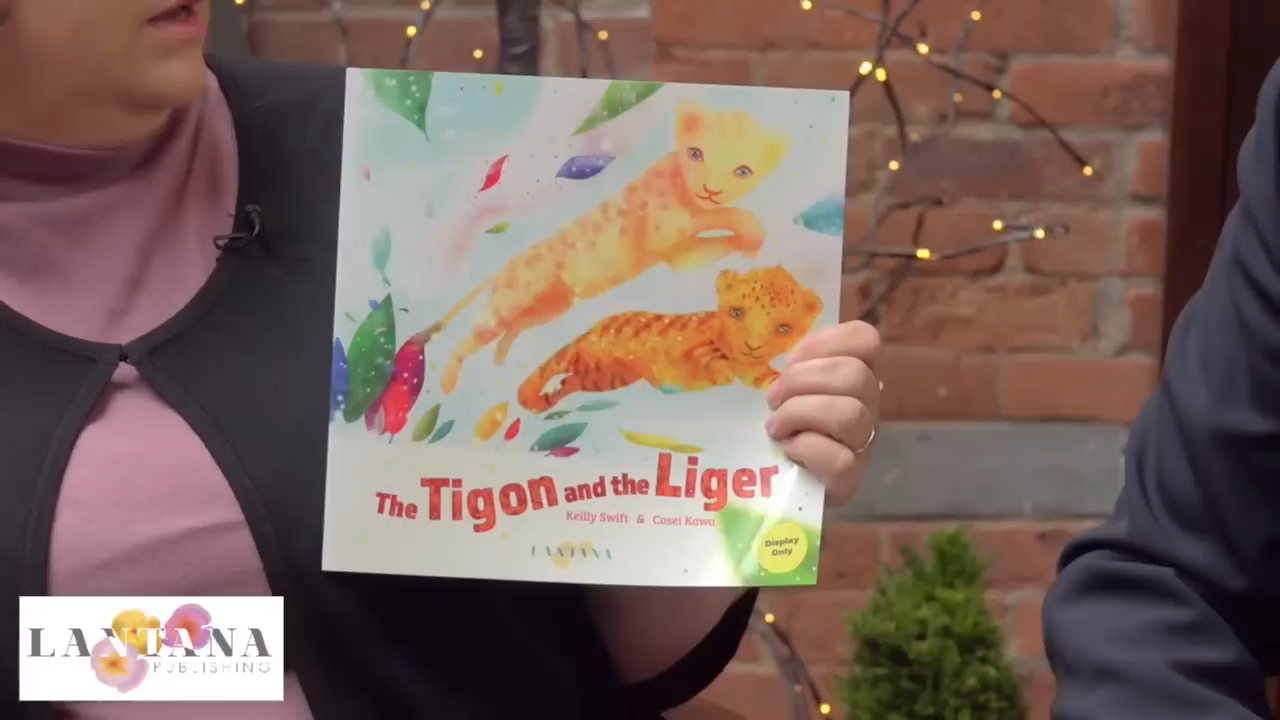 The Tigon and the Liger
Keilly Swift & Cosei Kawa
LANTANA
Display
Only
LANTANA
PUBLISHING